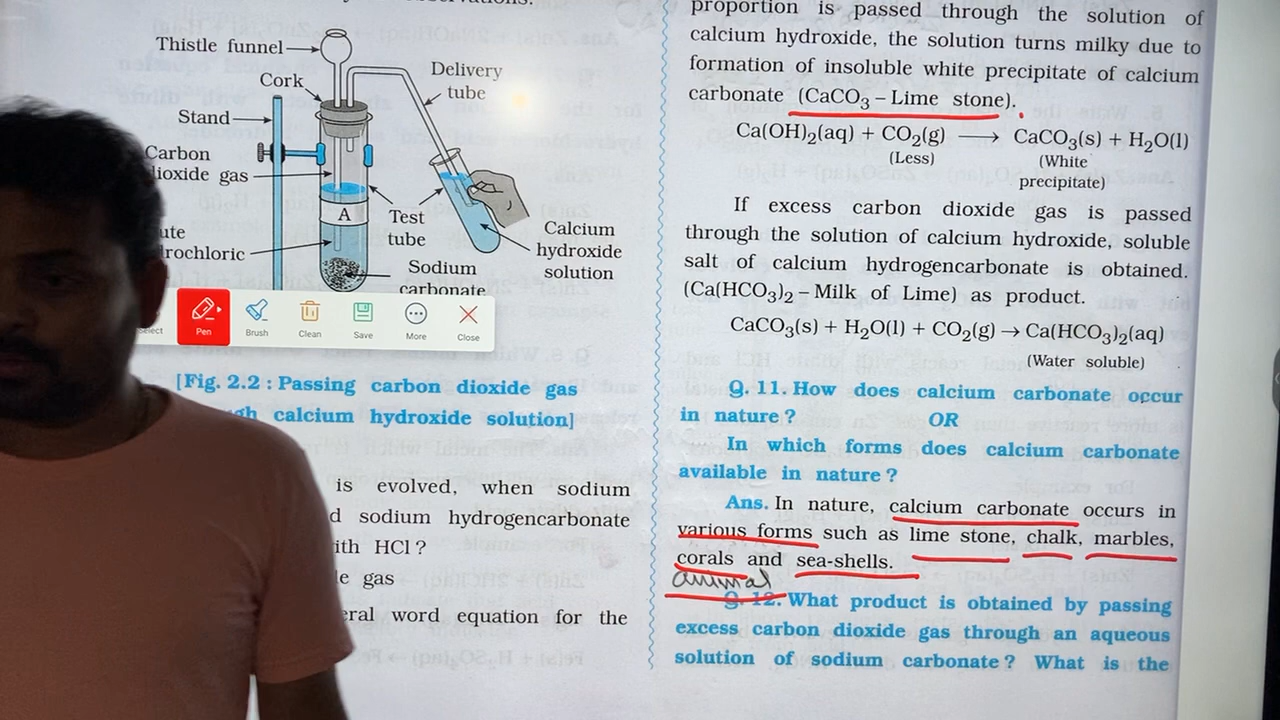 Thistle funnel
Cork
Delivery
tube
Stand
Carbon
dioxide gas
A
Test
tube
Calcium
hydroxide
solution
Sodium
carbonate
Pen
Brush
Clean
Save
More
Close
[Fig. 2.2 : Passing carbon dioxide gas
calcium hydroxide solution]
is evolved, when sodium
sodium hydrogencarbonate
HCl ?
gas
word equation for the
proportion is passed through the solution of
calcium hydroxide, the solution turns milky due to
formation of insoluble white precipitate of calcium
carbonate (CaCO₃ – Lime stone).
Ca(OH)₂(aq) + CO₂(g) ⟶ CaCO₃(s) + H₂O(l)
(Less) (White
precipitate)
If excess carbon dioxide gas is passed
through the solution of calcium hydroxide, soluble
salt of calcium hydrogencarbonate is obtained.
(Ca(HCO₃)₂ – Milk of Lime) as product.
CaCO₃(s) + H₂O(l) + CO₂(g) → Ca(HCO₃)₂(aq)
(Water soluble)
Q. 11. How does calcium carbonate occur
in nature ? OR
In which forms does calcium carbonate
available in nature ?
Ans. In nature, calcium carbonate occurs in
various forms such as lime stone, chalk, marbles,
corals and sea-shells.
animal
Q. 12. What product is obtained by passing
excess carbon dioxide gas through an aqueous
solution of sodium carbonate ? What is the